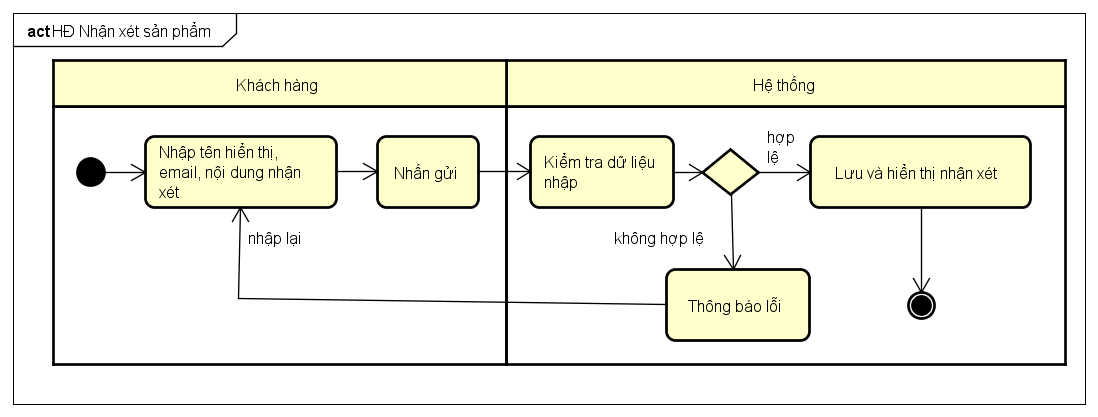 act HĐ Nhận xét sản phẩm
Khách hàng
Hệ thống
Nhập tên hiển thị,
email, nội dung nhận
xét
Nhấn gửi
Kiểm tra dữ liệu
nhập
hợp
lệ
Lưu và hiển thị nhận xét
nhập lại
không hợp lệ
Thông báo lỗi